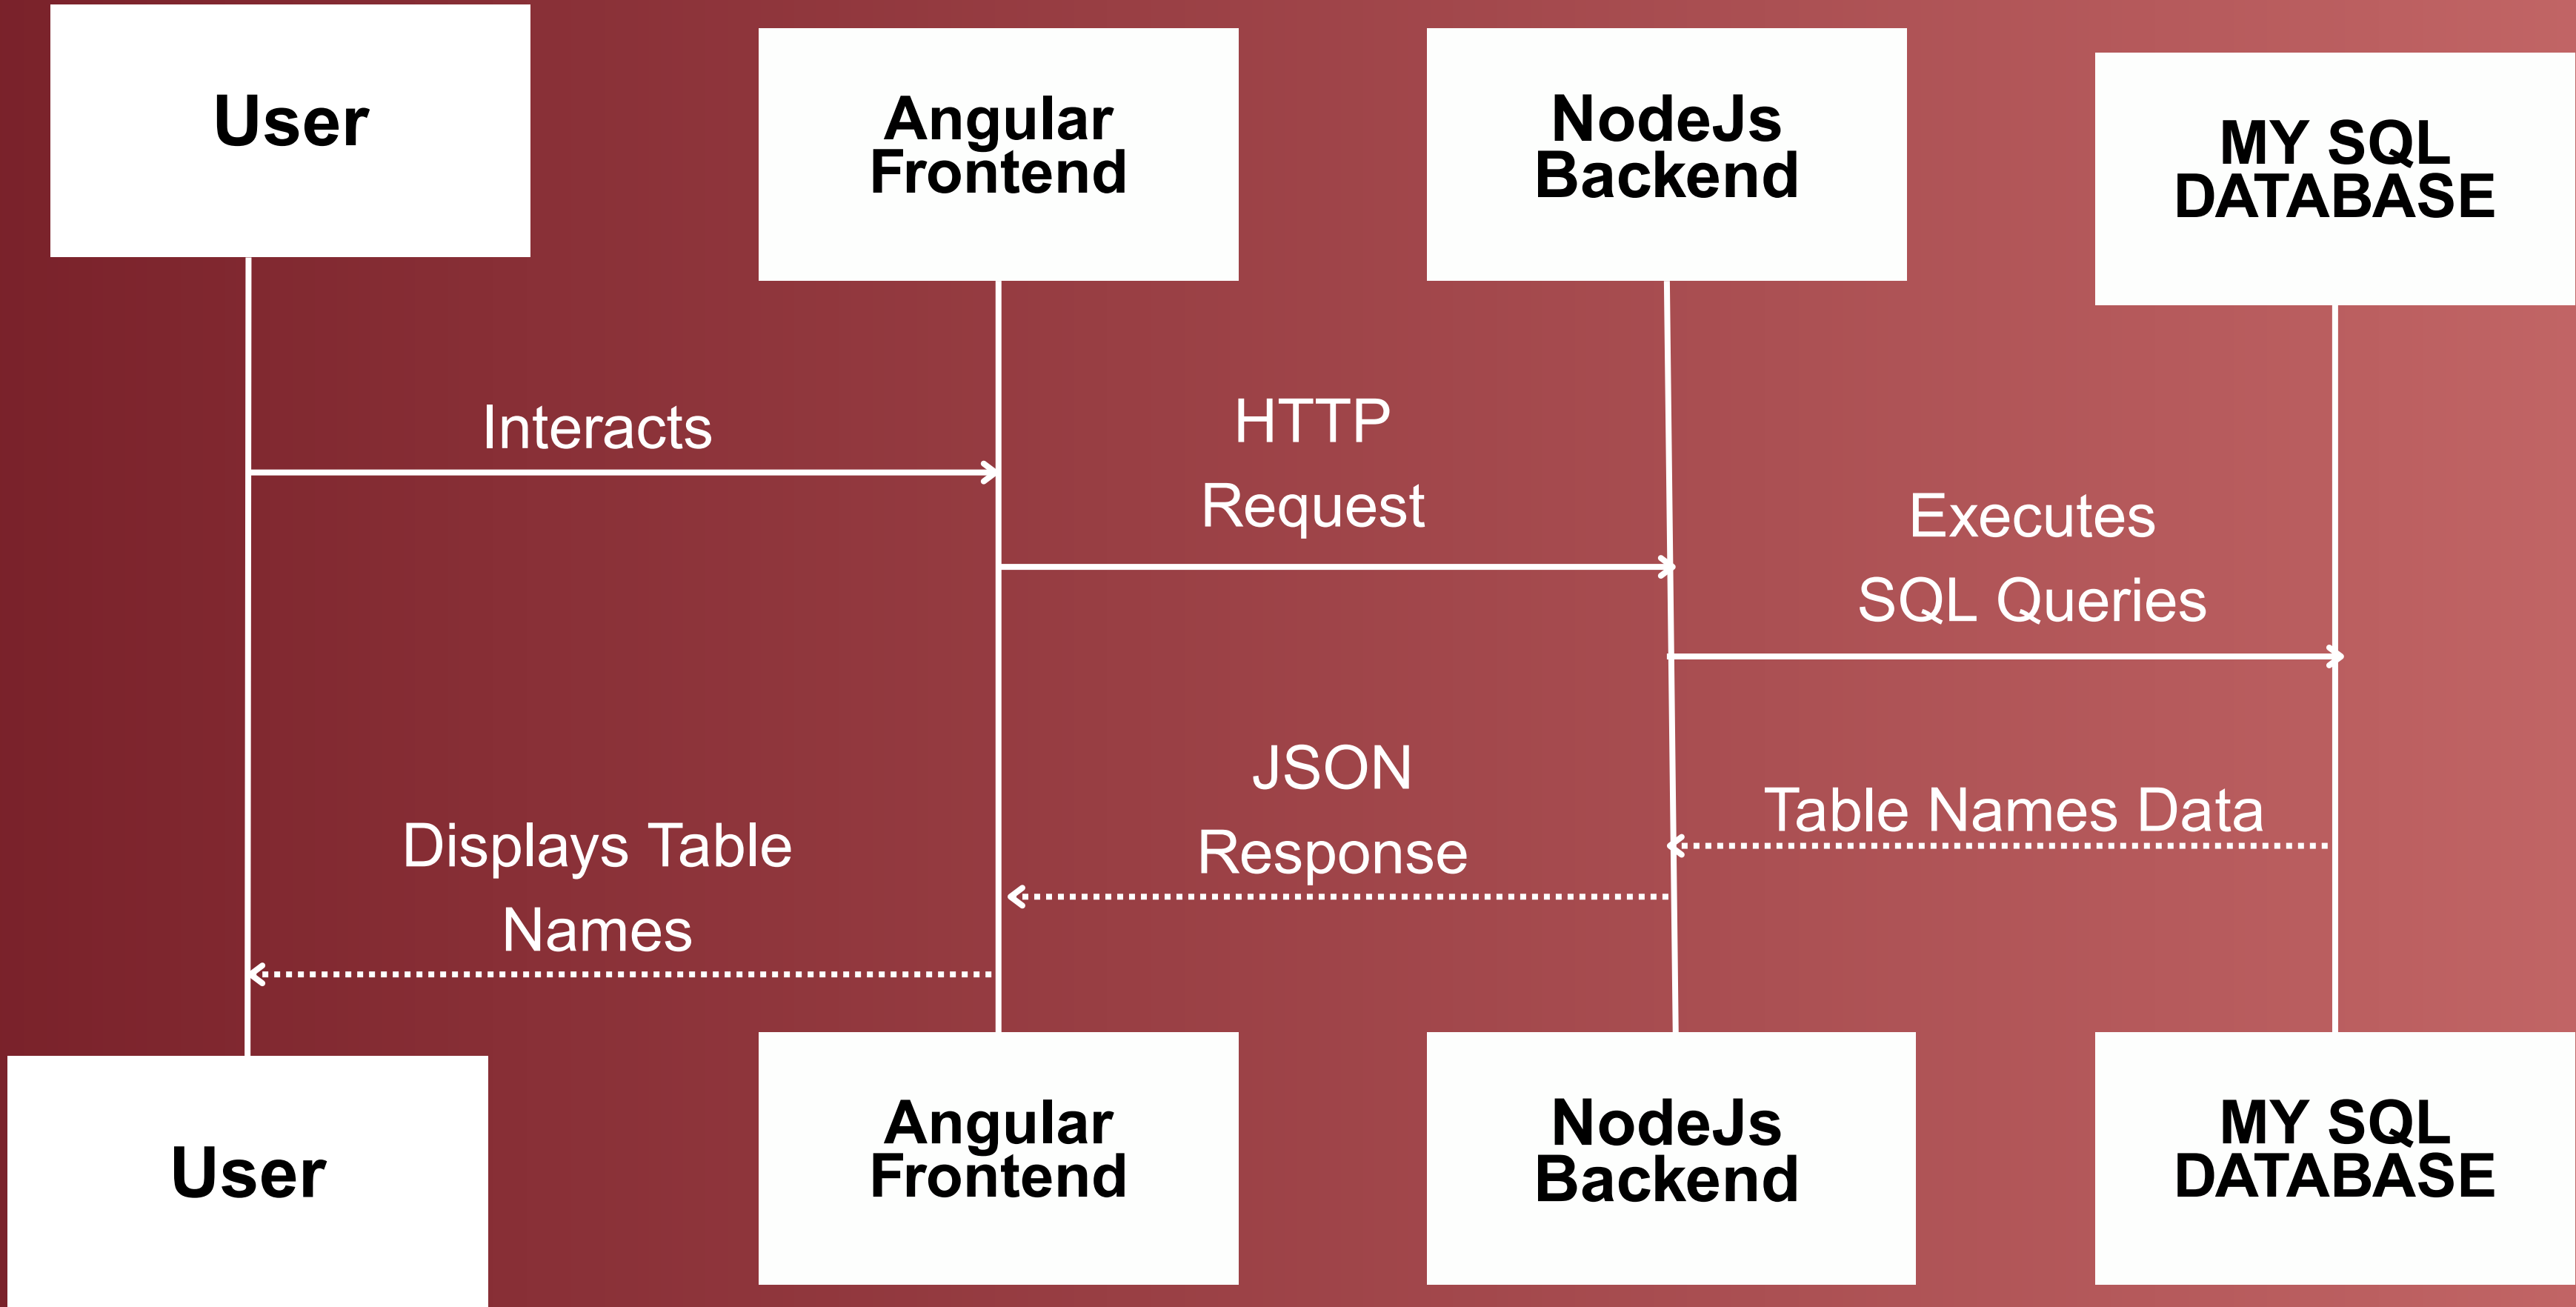 User
Angular
Frontend
NodeJs
Backend
MY SQL
DATABASE
Interacts
HTTP
Request
Executes
SQL Queries
JSON
Response
Table Names Data
Displays Table
Names
User
Angular
Frontend
NodeJs
Backend
MY SQL
DATABASE